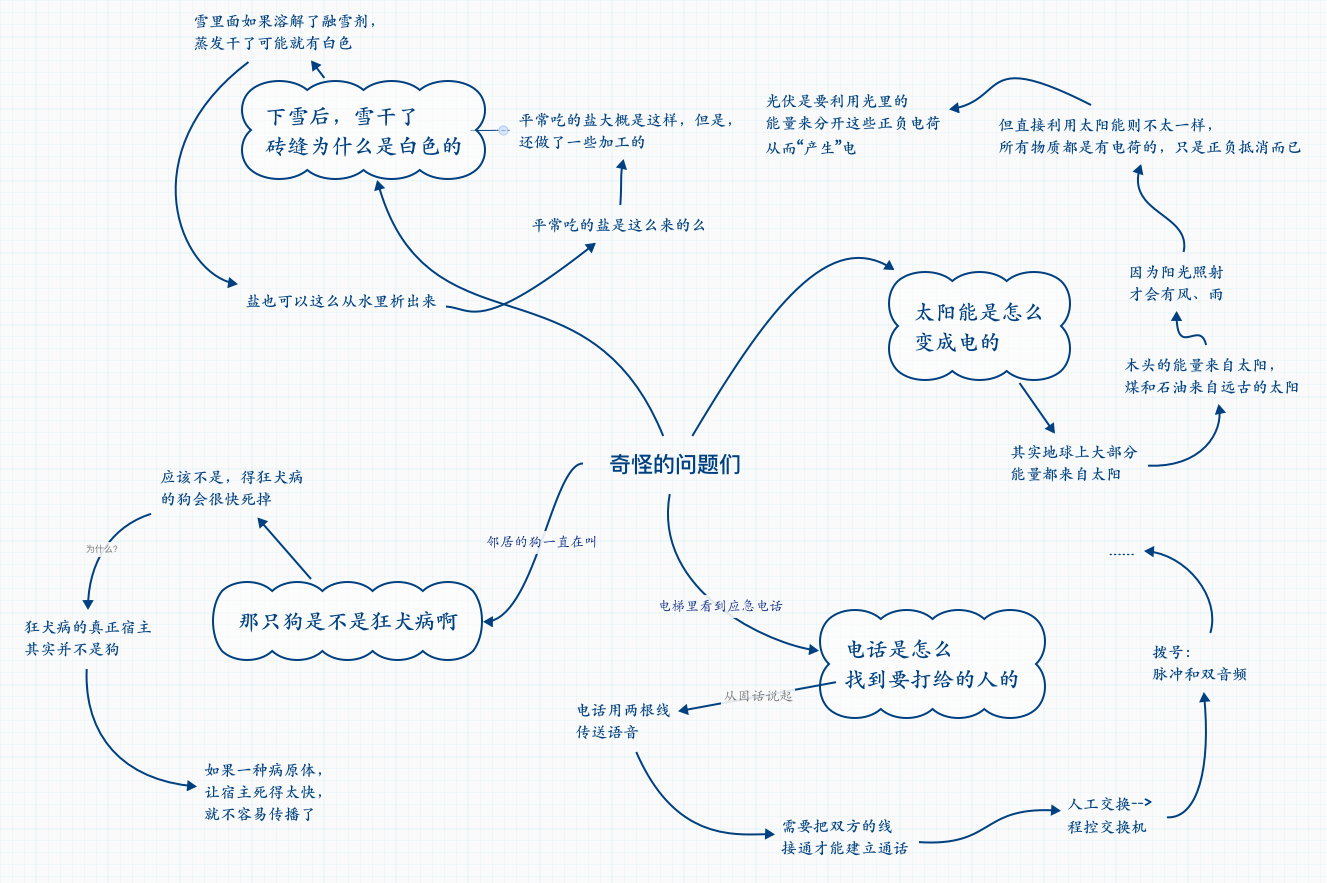 雪里面如果溶解了融雪剂，
蒸发干了可能就有白色
下雪后，雪干了
砖缝为什么是白色的
平常吃的盐大概是这样，但是，
还做了一些加工的
平常吃的盐是这么来的么
盐也可以这么从水里析出来
光伏是要利用光里的
能量来分开这些正负电荷
从而“产生”电
但直接利用太阳能则不太一样，
所有物质都是有电荷的，只是正负抵消而已
因为阳光照射
才会有风、雨
太阳能是怎么
变成电的
木头的能量来自太阳，
煤和石油来自远古的太阳
其实地球上大部分
能量都来自太阳
奇怪的问题们
应该不是，得狂犬病
的狗会很快死掉
邻居的狗一直在叫
为什么？
那只狗是不是狂犬病啊
狂犬病的真正宿主
其实并不是狗
如果一种病原体，
让宿主死得太快，
就不容易传播了
电梯里看到应急电话
电话是怎么
找到要打给的人的
从固话说起
电话用两根线
传送语音
需要把双方的线
接通才能建立通话
人工交换-->
程控交换机
拨号：
脉冲和双音频
......